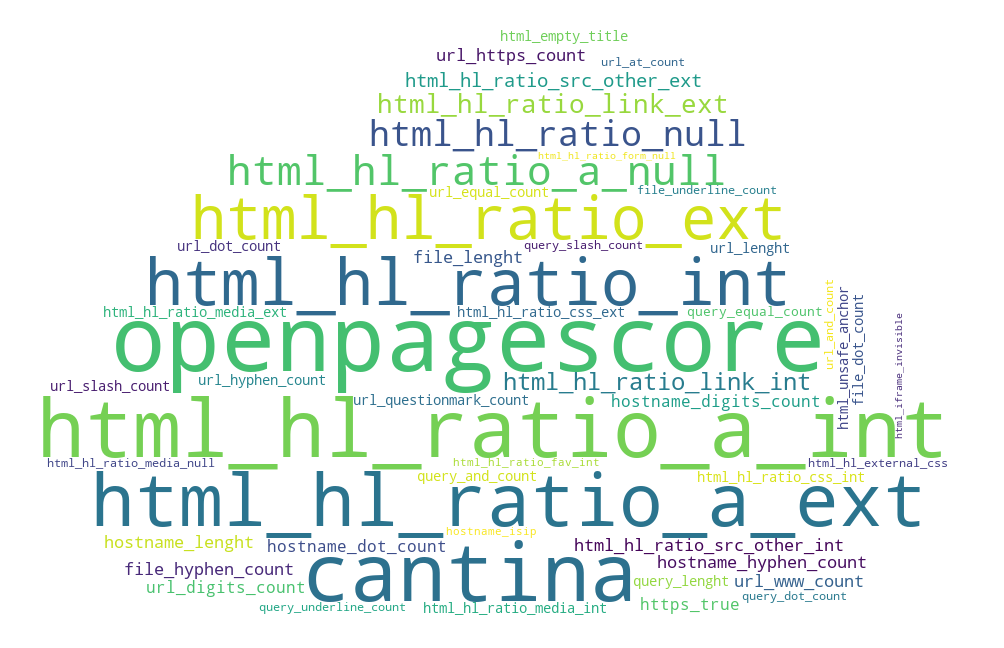 html_empty_title
url_https_count
url_at_count
html_hl_ratio_src_other_ext
html_hl_ratio_link_ext
html_hl_ratio_null
html_hl_ratio_form_null
html_hl_ratio_a_null
url_equal_count
file_underline_count
html_hl_ratio_ext
url_dot_count
query_slash_count
url_lenght
file_lenght
html_hl_ratio_int
html_hl_ratio_media_ext
html_hl_ratio_css_ext
query_equal_count
url_and_count
html_unsafe_anchor
file_dot_count
html_iframe_invisible
openpagescore
url_slash_count
url_hyphen_count
html_hl_ratio_link_int
url_questionmark_count
hostname_digits_count
html_hl_ratio_a_int
html_hl_ratio_media_null
html_hl_ratio_fav_int
html_hl_external_css
query_and_count
html_hl_ratio_css_int
html_hl_ratio_a_ext
hostname_isip
hostname_lenght
hostname_dot_count
html_hl_ratio_src_other_int
cantina
file_hyphen_count
hostname_hyphen_count
url_digits_count
query_lenght
url_www_count
query_underline_count
html_hl_ratio_media_int
https_true
query_dot_count